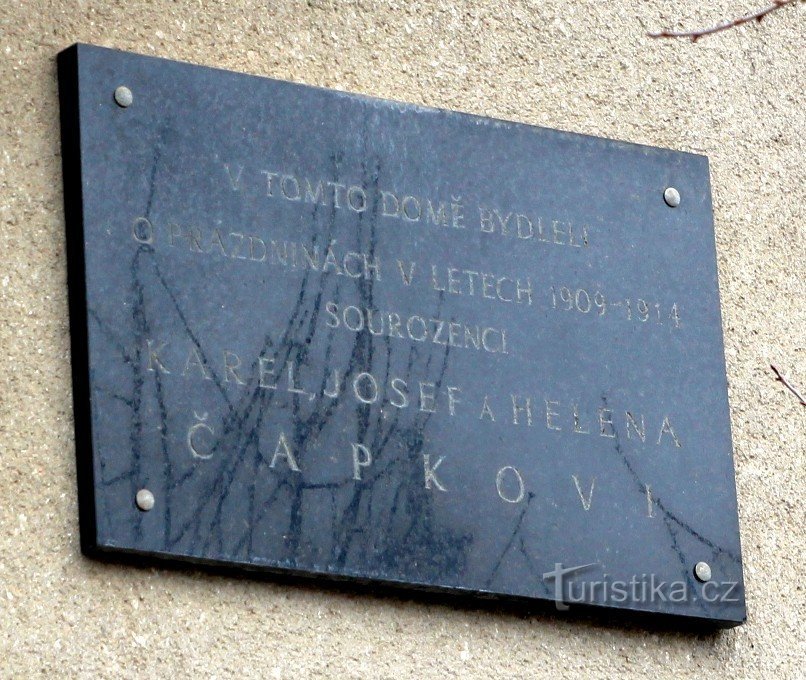 V TOMTO DOMĚ BYDLELI
O PRÁZDNINÁCH V LETECH 1909-1914
SOUROZENCI
KAREL, JOSEF A HELENA
ČAPKOVI
Turistika.cz